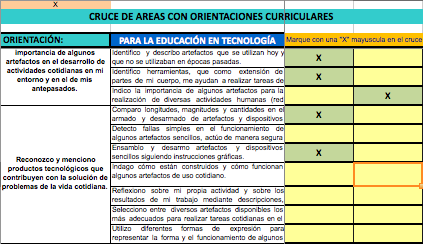 X
CRUCE DE AREAS CON ORIENTACIONES CURRICULARES
ORIENTACIÓN:
PARA LA EDUCACIÓN EN TECNOLOGÍA
Marque con una "X" mayuscula en el cruce
importancia de algunos
artefactos en el desarrollo de
actividades cotidianas en mi
entorno y en el de mis
antepasados.
Identifico y describo artefactos que se utilizan hoy y
que no se utilizaban en épocas pasadas.
X
Identifico herramientas, que como extensión de
partes de mi cuerpo, me ayudan a realizar tareas de
X
Indico la importancia de algunos artefactos para la
realización de diversas actividades humanas (red
X
Reconozco y menciono
productos tecnológicos que
contribuyen con la solución de
problemas de la vida cotidiana.
Comparo longitudes, magnitudes y cantidades en el
armado y desarmado de artefactos y dispositivos
X
Detecto fallas simples en el funcionamiento de
algunos artefactos sencillos, actúo de manera segura
Ensamblo y desarmo artefactos y dispositivos
sencillos siguiendo instrucciones gráficas.
X
Indago cómo están construidos y cómo funcionan
algunos artefactos de uso cotidiano.
Reflexiono sobre mi propia actividad y sobre los
resultados de mi trabajo mediante descripciones,
Selecciono entre diversos artefactos disponibles los
más adecuados para realizar tareas cotidianas en el
Utilizo diferentes formas de expresión para
representar la forma y el funcionamiento de algunos